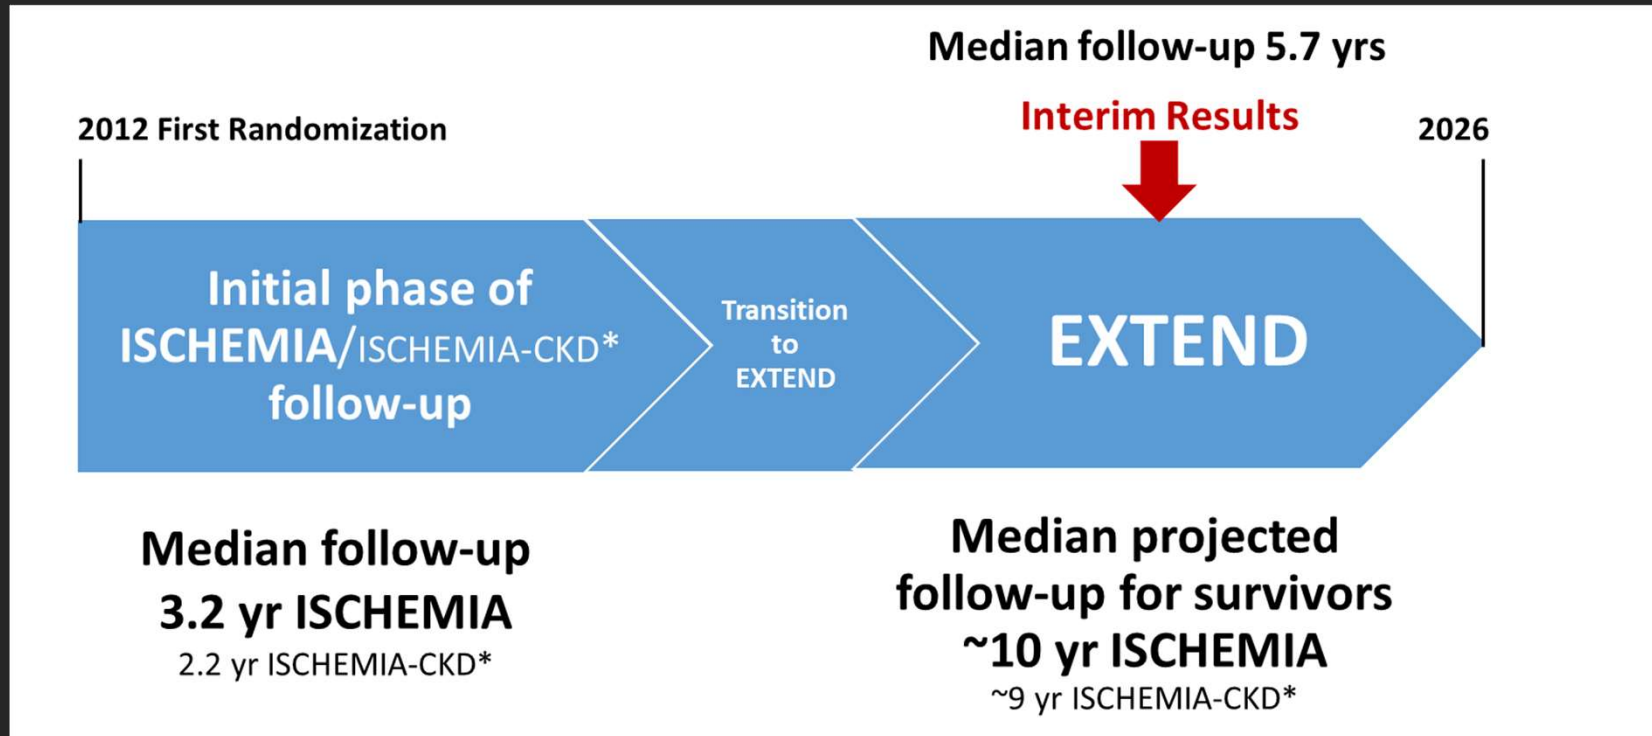 Median follow-up 5.7 yrs
Interim Results
2012 First Randomization
2026
Initial phase of
ISCHEMIA/ISCHEMIA-CKD*
follow-up
Transition
to
EXTEND
EXTEND
Median follow-up
3.2 yr ISCHEMIA
2.2 yr ISCHEMIA-CKD*
Median projected
follow-up for survivors
~10 yr ISCHEMIA
~9 yr ISCHEMIA-CKD*